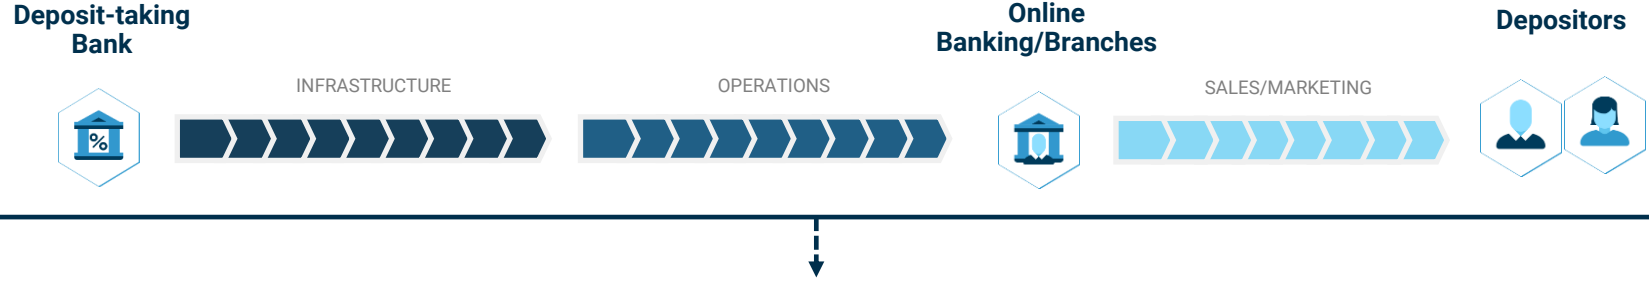 Deposit-taking
Bank
INFRASTRUCTURE
OPERATIONS
Online
Banking/Branches
SALES/MARKETING
Depositors
%